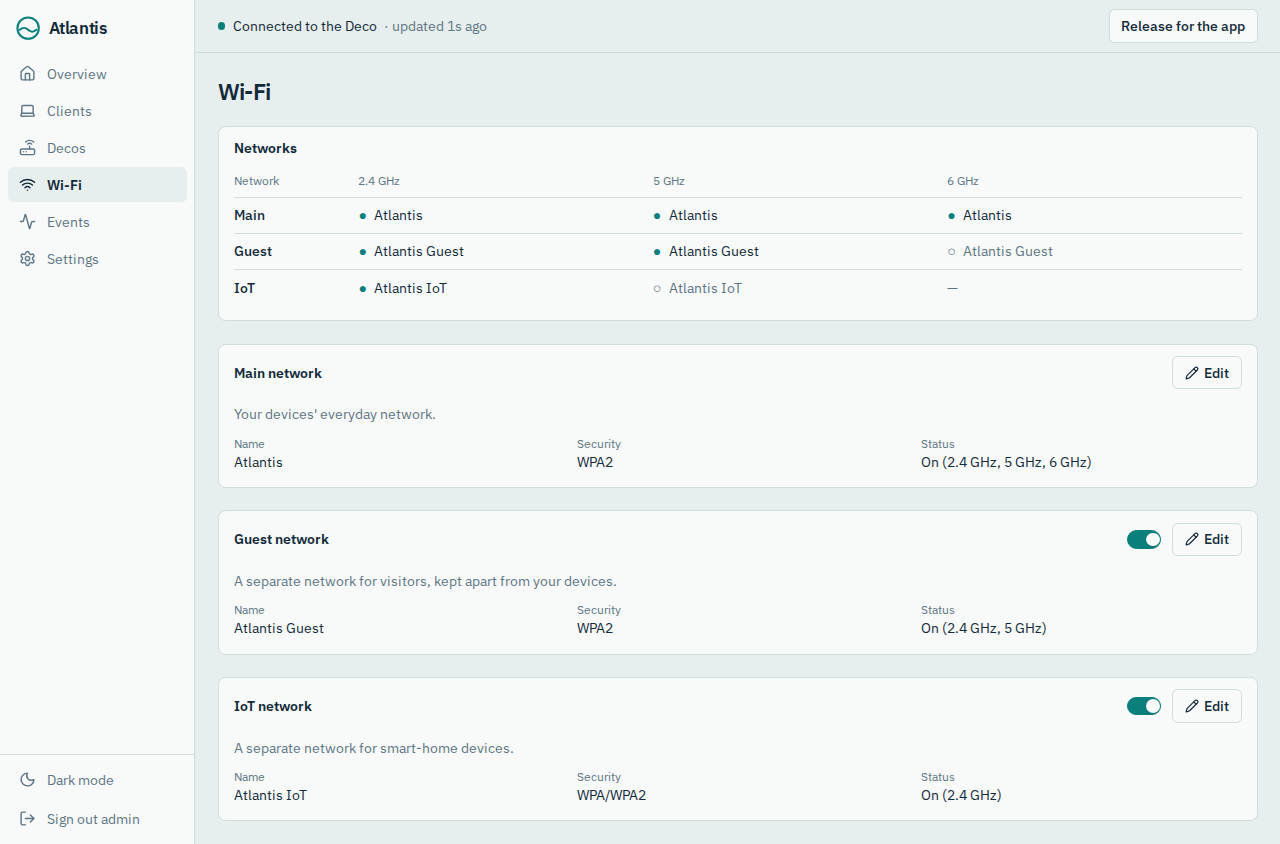 Atlantis
Overview
Clients
Decos
Wi-Fi
Events
Settings
Dark mode
Sign out admin
Connected to the Deco · updated 1s ago
Release for the app
Wi-Fi
Networks
Network 2.4 GHz 5 GHz 6 GHz
Main ● Atlantis ● Atlantis ● Atlantis
Guest ● Atlantis Guest ● Atlantis Guest ○ Atlantis Guest
IoT ● Atlantis IoT ○ Atlantis IoT —
Main network Edit
Your devices' everyday network.
Name Security Status
Atlantis WPA2 On (2.4 GHz, 5 GHz, 6 GHz)
Guest network Edit
A separate network for visitors, kept apart from your devices.
Name Security Status
Atlantis Guest WPA2 On (2.4 GHz, 5 GHz)
IoT network Edit
A separate network for smart-home devices.
Name Security Status
Atlantis IoT WPA/WPA2 On (2.4 GHz)